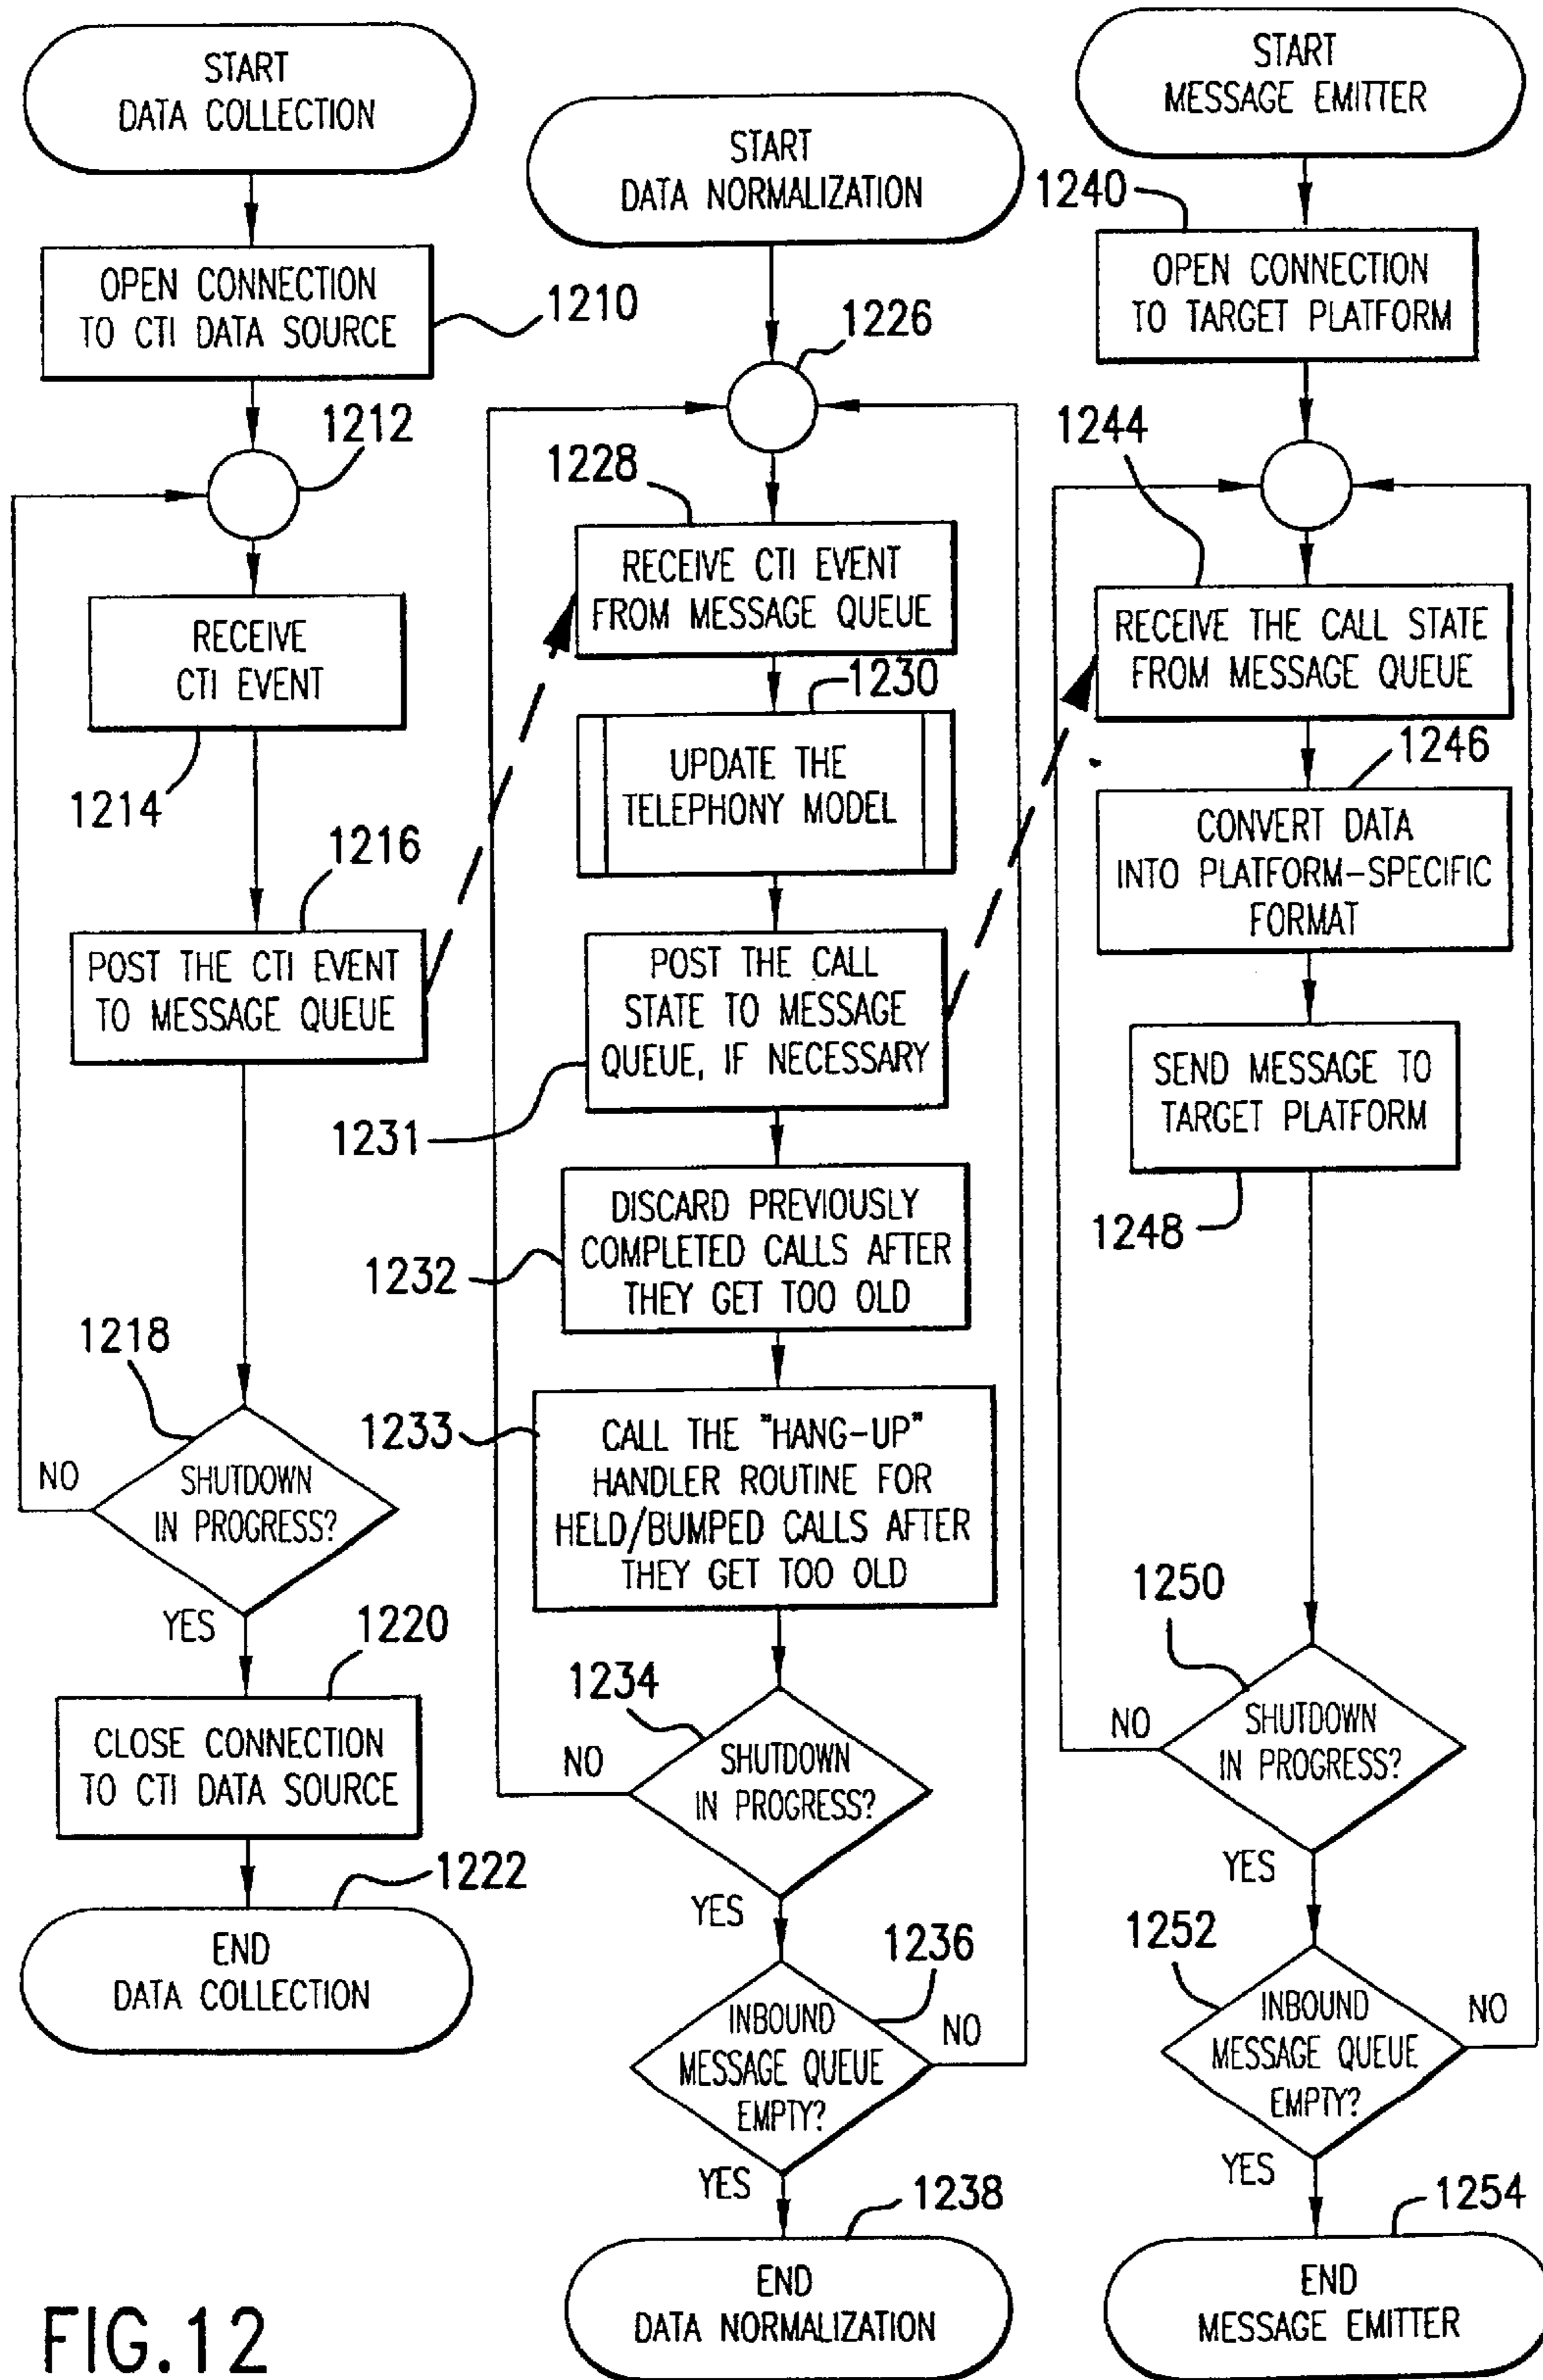 START
DATA COLLECTION
OPEN CONNECTION
TO CTI DATA SOURCE
1210
1212
RECEIVE
CTI EVENT
1214
1216
POST THE CTI EVENT
TO MESSAGE QUEUE
1218
NO
SHUTDOWN
IN PROGRESS?
YES
1220
CLOSE CONNECTION
TO CTI DATA SOURCE
1222
END
DATA COLLECTION
START
DATA NORMALIZATION
1226
1228
RECEIVE CTI EVENT
FROM MESSAGE QUEUE
1230
UPDATE THE
TELEPHONY MODEL
POST THE CALL
STATE TO MESSAGE
QUEUE, IF NECESSARY
1231
DISCARD PREVIOUSLY
COMPLETED CALLS AFTER
THEY GET TOO OLD
1232
1233
CALL THE "HANG-UP"
HANDLER ROUTINE FOR
HELD/BUMPED CALLS AFTER
THEY GET TOO OLD
1234
NO
SHUTDOWN
IN PROGRESS?
YES
1236
INBOUND
MESSAGE QUEUE
EMPTY?
NO
YES
1238
END
DATA NORMALIZATION
START
MESSAGE EMITTER
1240
OPEN CONNECTION
TO TARGET PLATFORM
1244
RECEIVE THE CALL STATE
FROM MESSAGE QUEUE
1246
CONVERT DATA
INTO PLATFORM-SPECIFIC
FORMAT
SEND MESSAGE TO
TARGET PLATFORM
1248
1250
NO
SHUTDOWN
IN PROGRESS?
YES
1252
INBOUND
MESSAGE QUEUE
EMPTY?
NO
YES
1254
END
MESSAGE EMITTER
FIG.12